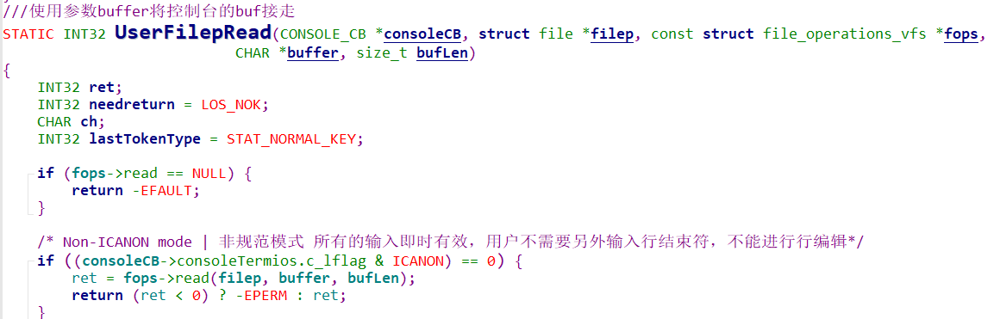 ///使用参数buffer将控制台的buf接走
STATIC INT32 UserFilepRead(CONSOLE_CB *consoleCB, struct file *filep, const struct file_operations_vfs *fops,
CHAR *buffer, size_t bufLen)
{
INT32 ret;
INT32 needreturn = LOS_NOK;
CHAR ch;
INT32 lastTokenType = STAT_NORMAL_KEY;
if (fops->read == NULL) {
return -EFAULT;
}
/* Non-ICANON mode | 非规范模式 所有的输入即时有效，用户不需要另外输入行结束符，不能进行行编辑*/
if ((consoleCB->consoleTermios.c_lflag & ICANON) == 0) {
ret = fops->read(filep, buffer, bufLen);
return (ret < 0) ? -EPERM : ret;
}